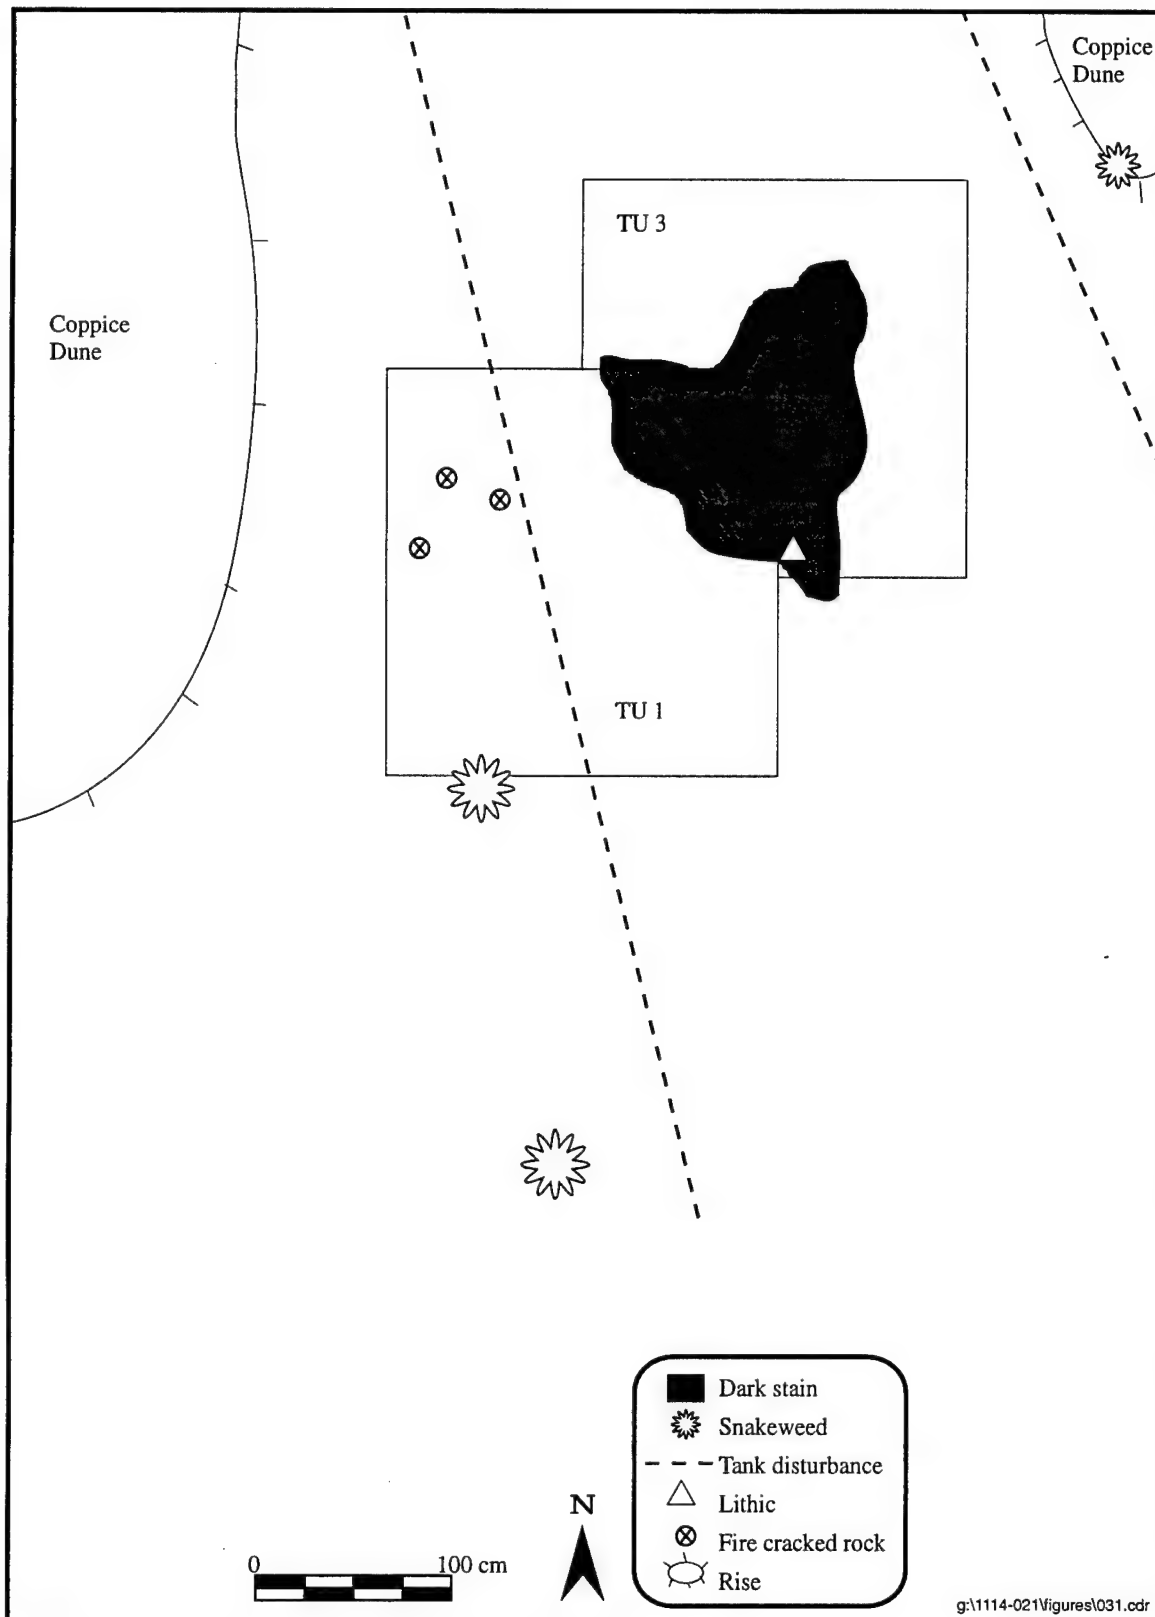 Coppice
Dune
TU 3
Coppice
Dune
TU 1
Dark stain
Snakeweed
Tank disturbance
Lithic
Fire cracked rock
Rise
N
0 100 cm
g:\1114-021\figures\031.cdr